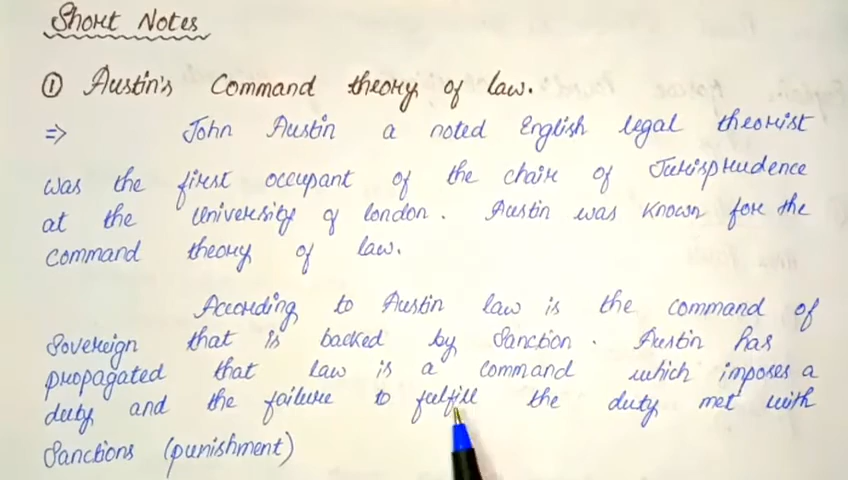 Short Notes
① Austin's Command theory of law.
⇒ John Austin a noted English legal theorist
was the first occupant of the chair of Jurisprudence
at the University of London. Austin was known for the
command theory of law.
According to Austin law is the command of
Sovereign that is backed by Sanction. Austin has
propagated that law is a command which imposes a
duty and the failure to fulfill the duty met with
Sanctions (punishment)